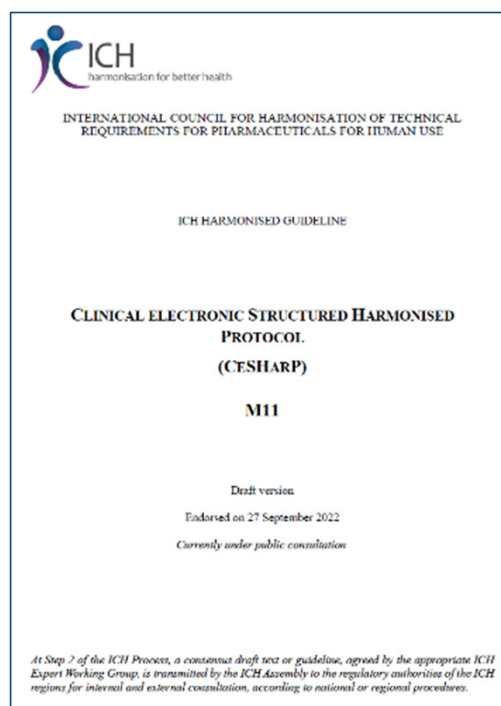 ICH
harmonisation for better health
INTERNATIONAL COUNCIL FOR HARMONISATION OF TECHNICAL
REQUIREMENTS FOR PHARMACEUTICALS FOR HUMAN USE
ICH HARMONISED GUIDELINE
CLINICAL ELECTRONIC STRUCTURED HARMONISED
PROTOCOL
(CESHARP)
M11
Draft version
Endorsed on 27 September 2022
Currently under public consultation
At Step 2 of the ICH Process, a consensus draft text or guideline, agreed by the appropriate ICH
Expert Working Group, is transmitted by the ICH Assembly to the regulatory authorities of the ICH
regions for internal and external consultation, according to national or regional procedures.